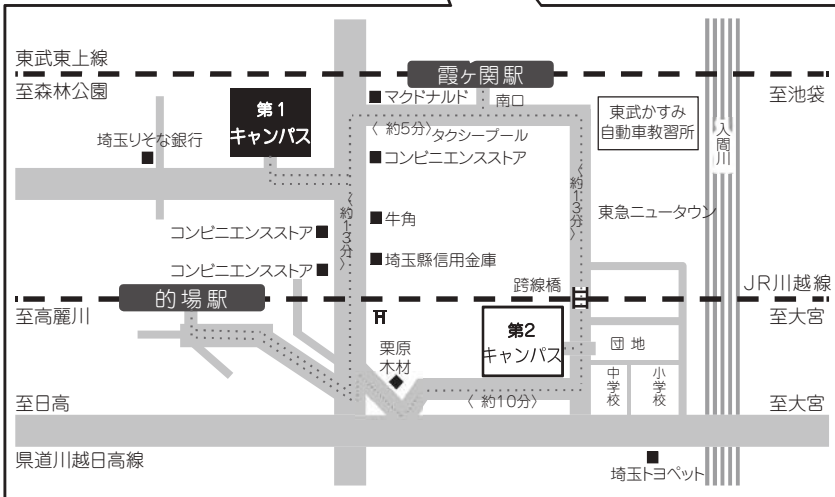 東武東上線
霞ヶ関駅
至森林公園
至池袋
第1
キャンパス
マクドナルド
南口
東武かすみ
自動車教習所
入間川
〈 約5分〉
タクシープール
埼玉りそな銀行
コンビニエンスストア
〈約13分〉
〈約13分〉
牛角
東急ニュータウン
コンビニエンスストア
埼玉縣信用金庫
コンビニエンスストア
跨線橋
JR川越線
的場駅
至高麗川
至大宮
第2
キャンパス
団地
栗原
木材
中学校
小学校
至日高
〈 約10分〉
至大宮
県道川越日高線
埼玉トヨペット